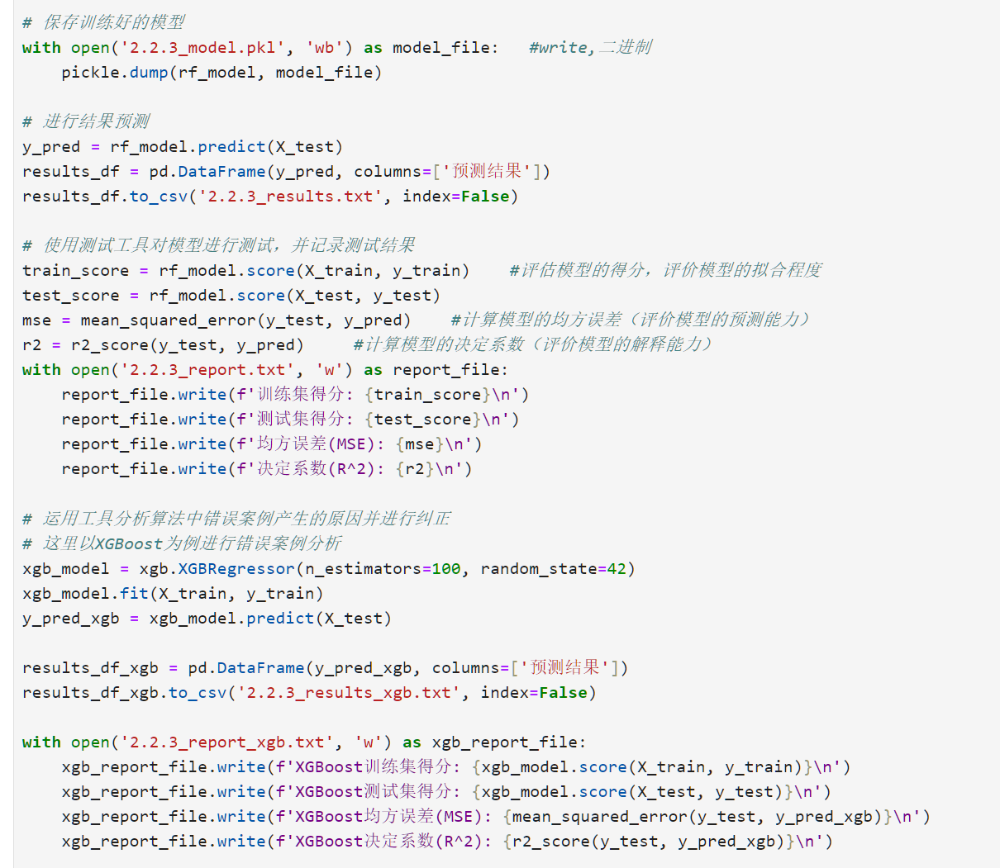 # 保存训练好的模型
with open('2.2.3_model.pkl', 'wb') as model_file:   #write,二进制
    pickle.dump(rf_model, model_file)

# 进行结果预测
y_pred = rf_model.predict(X_test)
results_df = pd.DataFrame(y_pred, columns=['预测结果'])
results_df.to_csv('2.2.3_results.txt', index=False)

# 使用测试工具对模型进行测试，并记录测试结果
train_score = rf_model.score(X_train, y_train)    #评估模型的得分，评价模型的拟合程度
test_score = rf_model.score(X_test, y_test)
mse = mean_squared_error(y_test, y_pred)    #计算模型的均方误差（评价模型的预测能力）
r2 = r2_score(y_test, y_pred)     #计算模型的决定系数（评价模型的解释能力）
with open('2.2.3_report.txt', 'w') as report_file:
    report_file.write(f'训练集得分: {train_score}\n')
    report_file.write(f'测试集得分: {test_score}\n')
    report_file.write(f'均方误差(MSE): {mse}\n')
    report_file.write(f'决定系数(R^2): {r2}\n')

# 运用工具分析算法中错误案例产生的原因并进行纠正
# 这里以XGBoost为例进行错误案例分析
xgb_model = xgb.XGBRegressor(n_estimators=100, random_state=42)
xgb_model.fit(X_train, y_train)
y_pred_xgb = xgb_model.predict(X_test)

results_df_xgb = pd.DataFrame(y_pred_xgb, columns=['预测结果'])
results_df_xgb.to_csv('2.2.3_results_xgb.txt', index=False)

with open('2.2.3_report_xgb.txt', 'w') as xgb_report_file:
    xgb_report_file.write(f'XGBoost训练集得分: {xgb_model.score(X_train, y_train)}\n')
    xgb_report_file.write(f'XGBoost测试集得分: {xgb_model.score(X_test, y_test)}\n')
    xgb_report_file.write(f'XGBoost均方误差(MSE): {mean_squared_error(y_test, y_pred_xgb)}\n')
    xgb_report_file.write(f'XGBoost决定系数(R^2): {r2_score(y_test, y_pred_xgb)}\n')